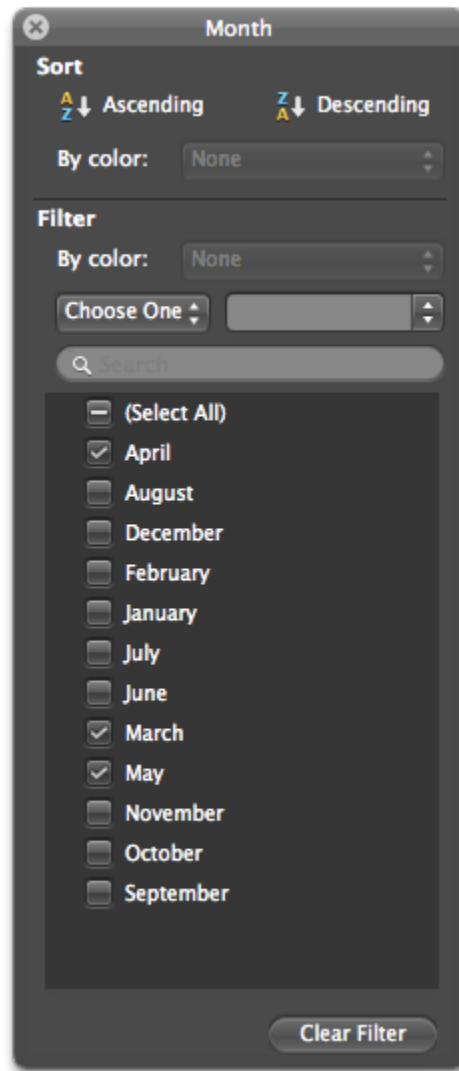 Month
Sort
A Z Ascending Z A Descending
By color: None
Filter
By color: None
Choose One
Search
(Select All)
April
August
December
February
January
July
June
March
May
November
October
September
Clear Filter